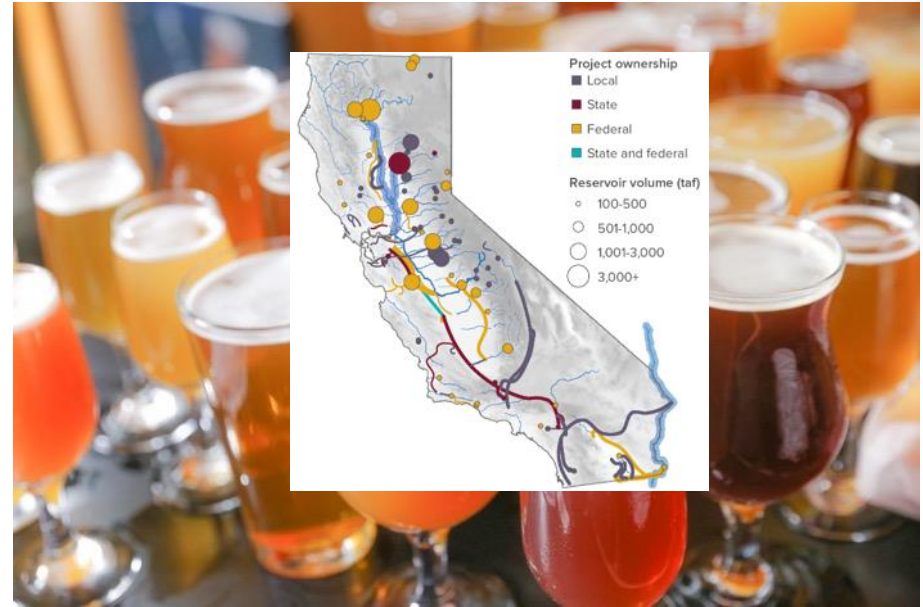 Project ownership
Local
State
Federal
State and federal
Reservoir volume (taf)
100-500
501-1,000
1,001-3,000
3,000+